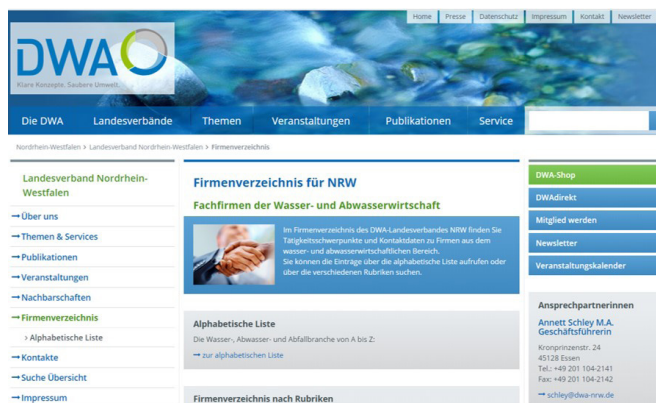 Home Presse Datenschutz Impressum Kontakt Newsletter
DWA
Klare Konzepte. Saubere Umwelt.
Die DWA Landesverbände Themen Veranstaltungen Publikationen Service
Nordrhein-Westfalen > Landesverband Nordrhein-Westfalen > Firmenverzeichnis
Landesverband Nordrhein-
Westfalen
→ Über uns
→ Themen & Services
→ Publikationen
→ Veranstaltungen
→ Nachbarschaften
→ Firmenverzeichnis
> Alphabetische Liste
→ Kontakte
→ Suche Übersicht
→ Impressum
Firmenverzeichnis für NRW
Fachfirmen der Wasser- und Abwasserwirtschaft
Im Firmenverzeichnis des DWA-Landesverbandes NRW finden Sie
Tätigkeitsschwerpunkte und Kontaktdaten zu Firmen aus dem
wasser- und abwasserwirtschaftlichen Bereich.
Sie können die Einträge über die alphabetische Liste aufrufen oder
über die verschiedenen Rubriken suchen.
Alphabetische Liste
Die Wasser-, Abwasser- und Abfallbranche von A bis Z:
→ zur alphabetischen Liste
Firmenverzeichnis nach Rubriken
DWA-Shop
DWAdirekt
Mitglied werden
Newsletter
Veranstaltungskalender
Ansprechpartnerinnen
Annett Schley M.A.
Geschäftsführerin
Kronprinzenstr. 24
45128 Essen
Tel.: +49 201 104-2141
Fax: +49 201 104-2142
→ schley@dwa-nrw.de